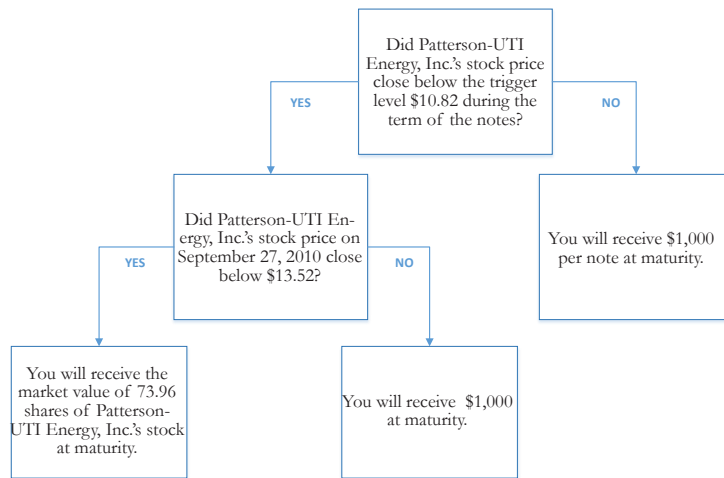 Did Patterson-UTI
Energy, Inc.'s stock price
close below the trigger
level $10.82 during the
term of the notes?
YES
NO
Did Patterson-UTI En-
ergy, Inc.'s stock price on
September 27, 2010 close
below $13.52?
You will receive $1,000
per note at maturity.
YES
NO
You will receive the
market value of 73.96
shares of Patterson-
UTI Energy, Inc.'s stock
at maturity.
You will receive $1,000
at maturity.